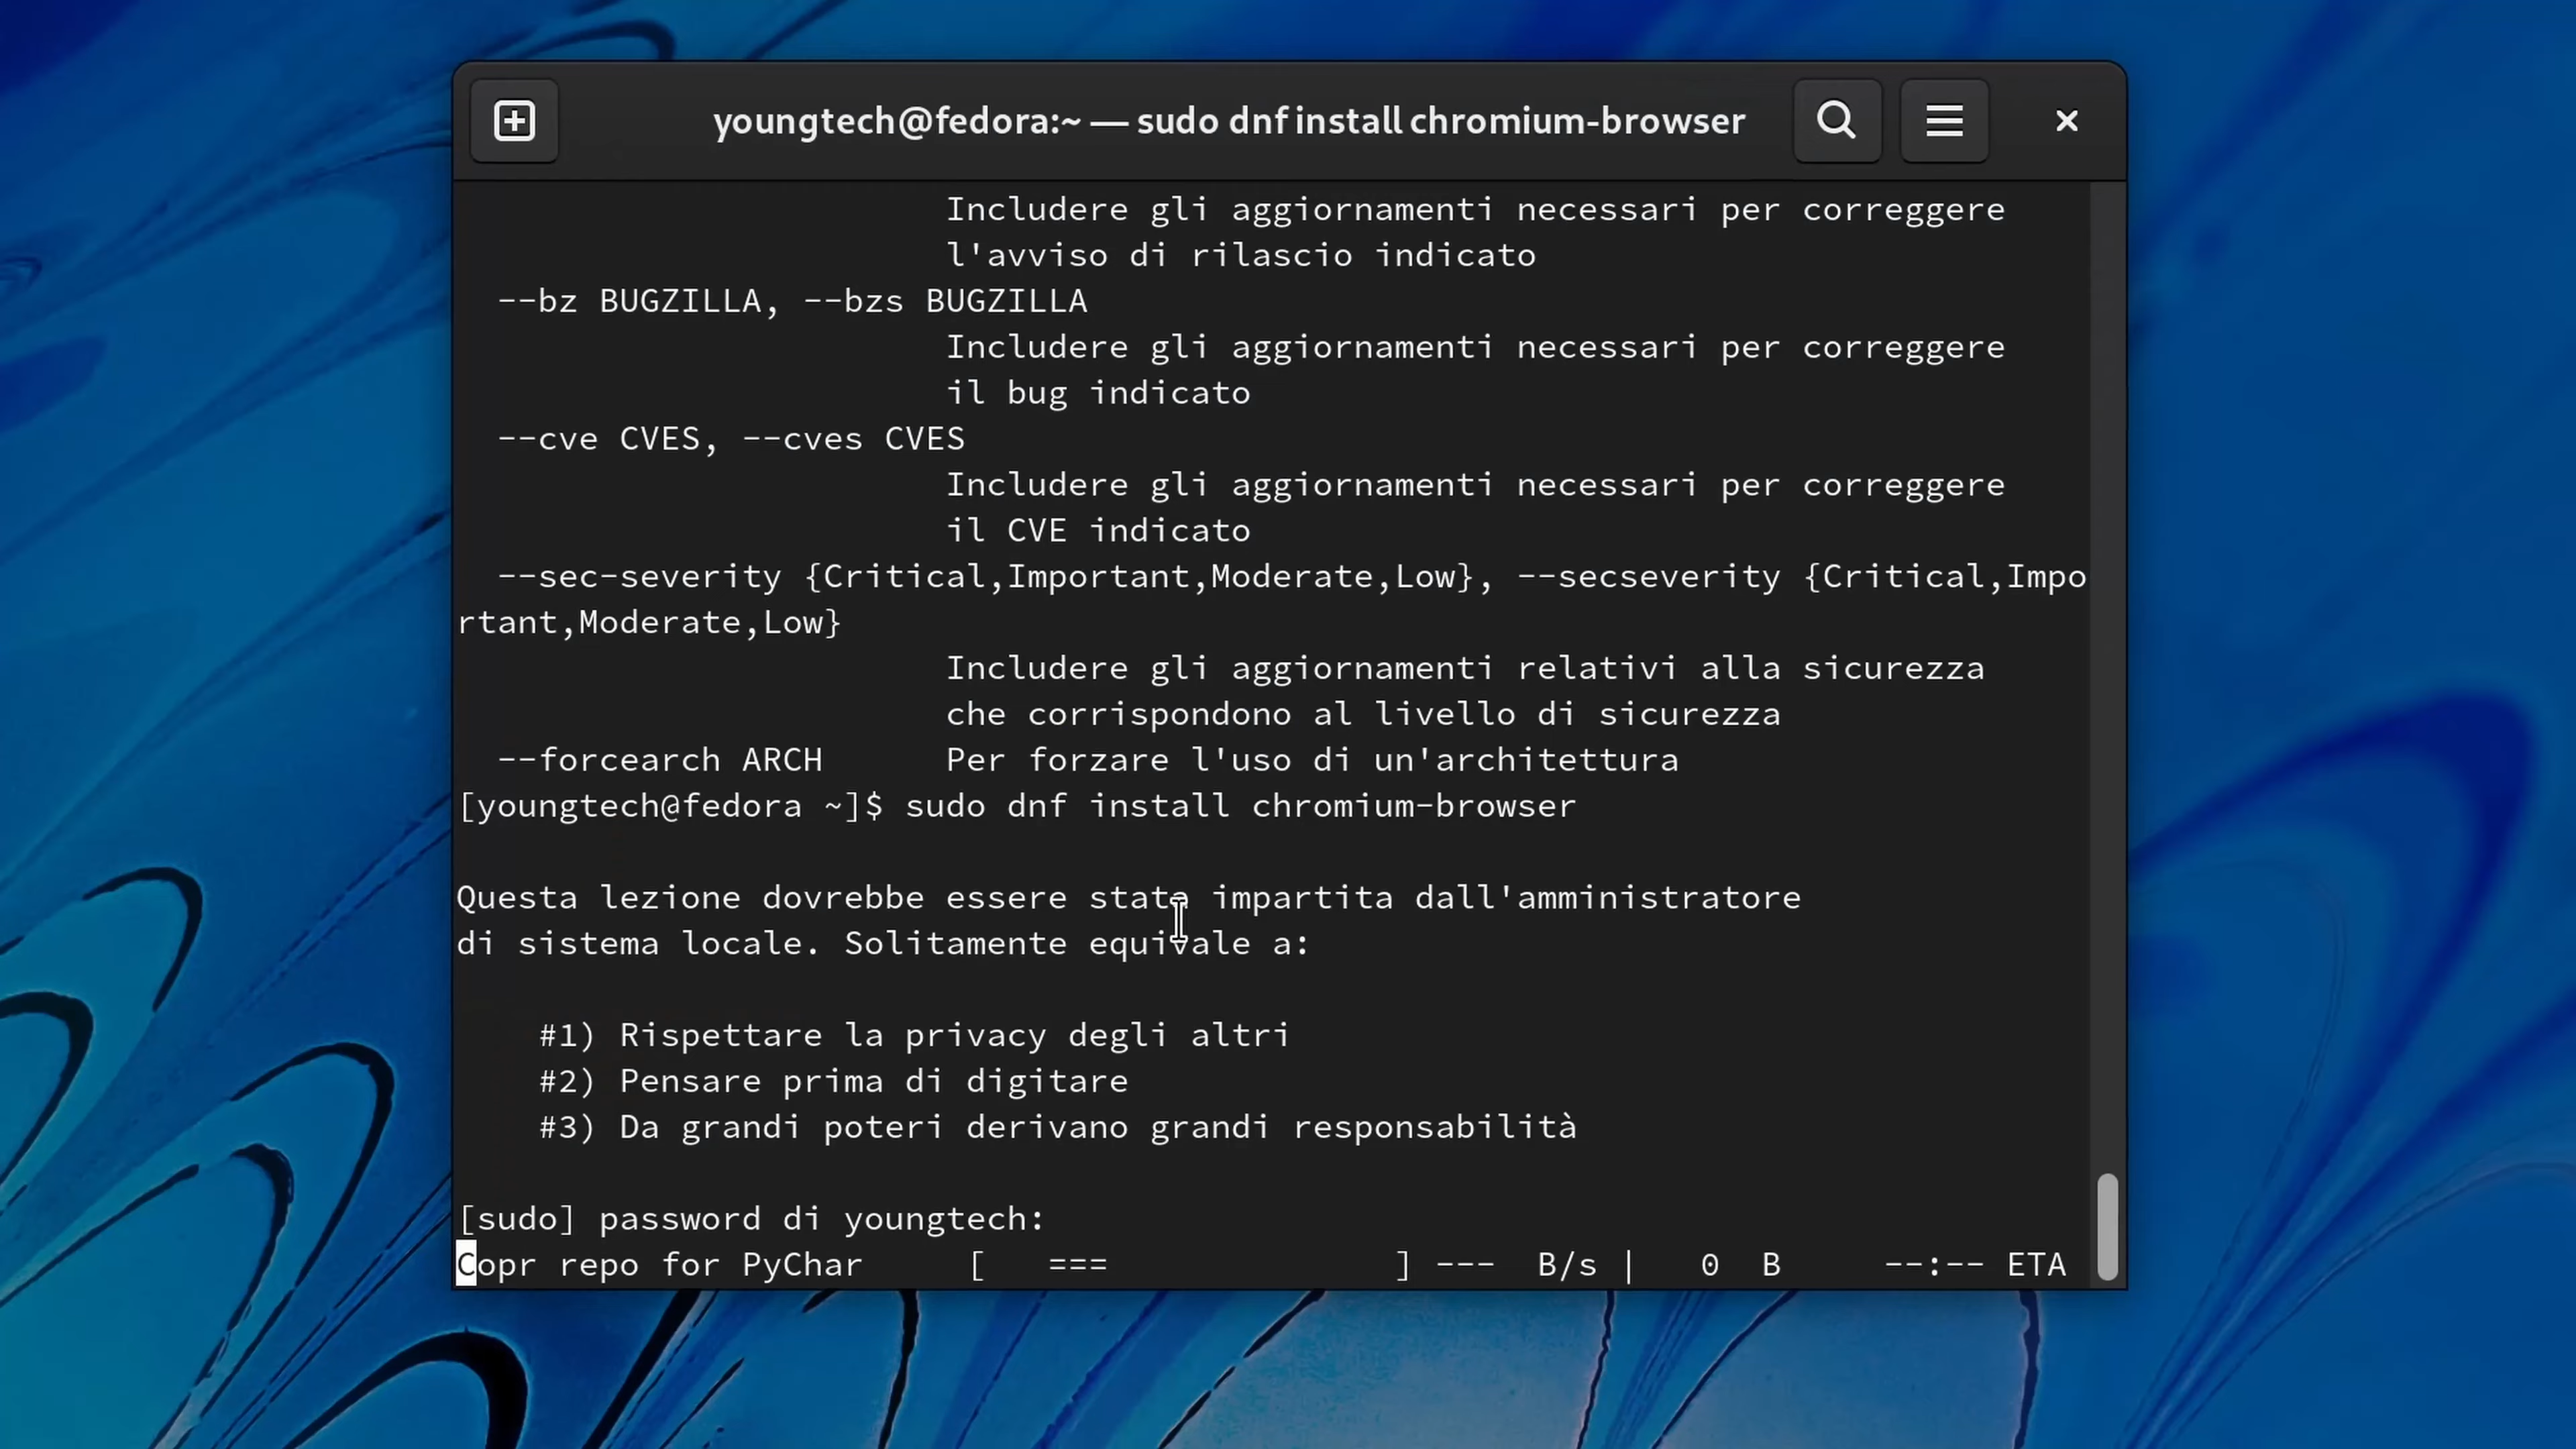 youngtech@fedora:~ — sudo dnf install chromium-browser
Includere gli aggiornamenti necessari per correggere
l'avviso di rilascio indicato
--bz BUGZILLA, --bzs BUGZILLA
Includere gli aggiornamenti necessari per correggere
il bug indicato
--cve CVES, --cves CVES
Includere gli aggiornamenti necessari per correggere
il CVE indicato
--sec-severity {Critical,Important,Moderate,Low}, --secseverity {Critical,Impo
rtant,Moderate,Low}
Includere gli aggiornamenti relativi alla sicurezza
che corrispondono al livello di sicurezza
--forcearch ARCH Per forzare l'uso di un'architettura
[youngtech@fedora ~]$ sudo dnf install chromium-browser
Questa lezione dovrebbe essere stata impartita dall'amministratore
di sistema locale. Solitamente equivale a:
#1) Rispettare la privacy degli altri
#2) Pensare prima di digitare
#3) Da grandi poteri derivano grandi responsabilità
[sudo] password di youngtech:
Copr repo for PyChar [ === ] --- B/s | 0 B --:-- ETA